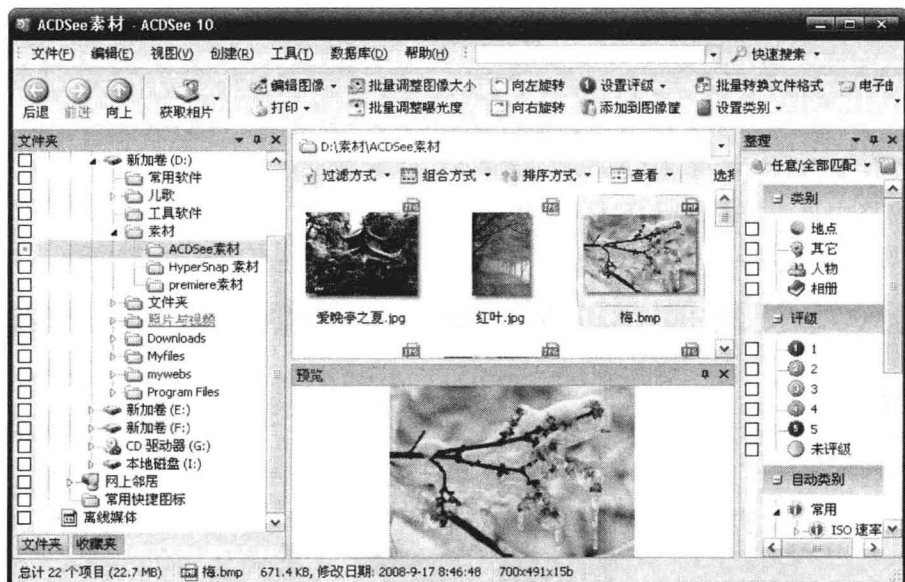 ACDSee素材 - ACDSee 10
文件(F) 编辑(E) 视图(V) 创建(R) 工具(T) 数据库(D) 帮助(H) 快速搜索
后退 前进 向上 获取相片 编辑图像 批量调整图像大小 向左旋转 设置评级 批量转换文件格式 电子邮
打印 批量调整曝光度 向右旋转 添加到图像筐 设置类别
文件夹
新加卷 (D:)
常用软件
儿歌
工具软件
素材
ACDSee素材
HyperSnap 素材
premiere素材
文件夹
照片与视频
Downloads
Myfiles
mywebs
Program Files
新加卷 (E:)
新加卷 (F:)
CD 驱动器 (G:)
本地磁盘 (I:)
网上邻居
常用快捷图标
离线媒体
文件夹 收藏夹
D:\素材\ACDSee素材
过滤方式 组合方式 排序方式 查看 选择
爱晚亭之夏.jpg 红叶.jpg 梅.bmp
预览
整理
任意/全部匹配
类别
地点
其它
人物
相册
评级
1
2
3
4
5
未评级
自动类别
常用
ISO 速率
总计 22 个项目 (22.7 MB) 梅.bmp 671.4 KB, 修改日期: 2008-9-17 8:46:48 700x491x15b